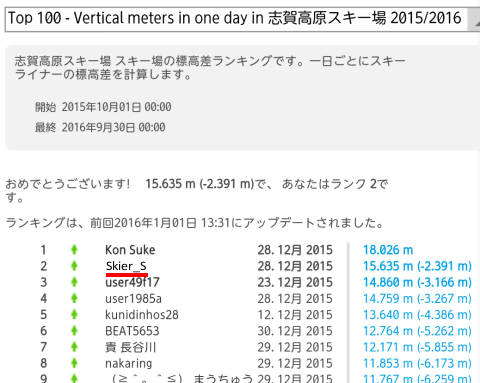 Top 100 - Vertical meters in one day in 志賀高原スキー場 2015/2016
志賀高原スキー場 スキー場の標高差ランキングです。一日ごとにスキー
ライナーの標高差を計算します。
開始 2015年10月01日 00:00
最終 2016年9月30日 00:00
おめでとうございます! 15.635 m (-2.391 m)で、 あなたはランク 2で
す。
ランキングは、前回2016年1月01日 13:31にアップデートされました。
1 Kon Suke 28. 12月 2015 18.026 m
2 Skier_S 28. 12月 2015 15.635 m (-2.391 m)
3 user49f17 23. 12月 2015 14.860 m (-3.166 m)
4 user1985a 28. 12月 2015 14.759 m (-3.267 m)
5 kunidinhos28 12. 12月 2015 13.640 m (-4.386 m)
6 BEAT5653 30. 12月 2015 12.764 m (-5.262 m)
7 貴 長谷川 29. 12月 2015 12.171 m (-5.855 m)
8 nakaring 29. 12月 2015 11.853 m (-6.173 m)
9 (≧＾。＾≦) まうちゅう 29. 12月 2015 11.767 m (-6.259 m)